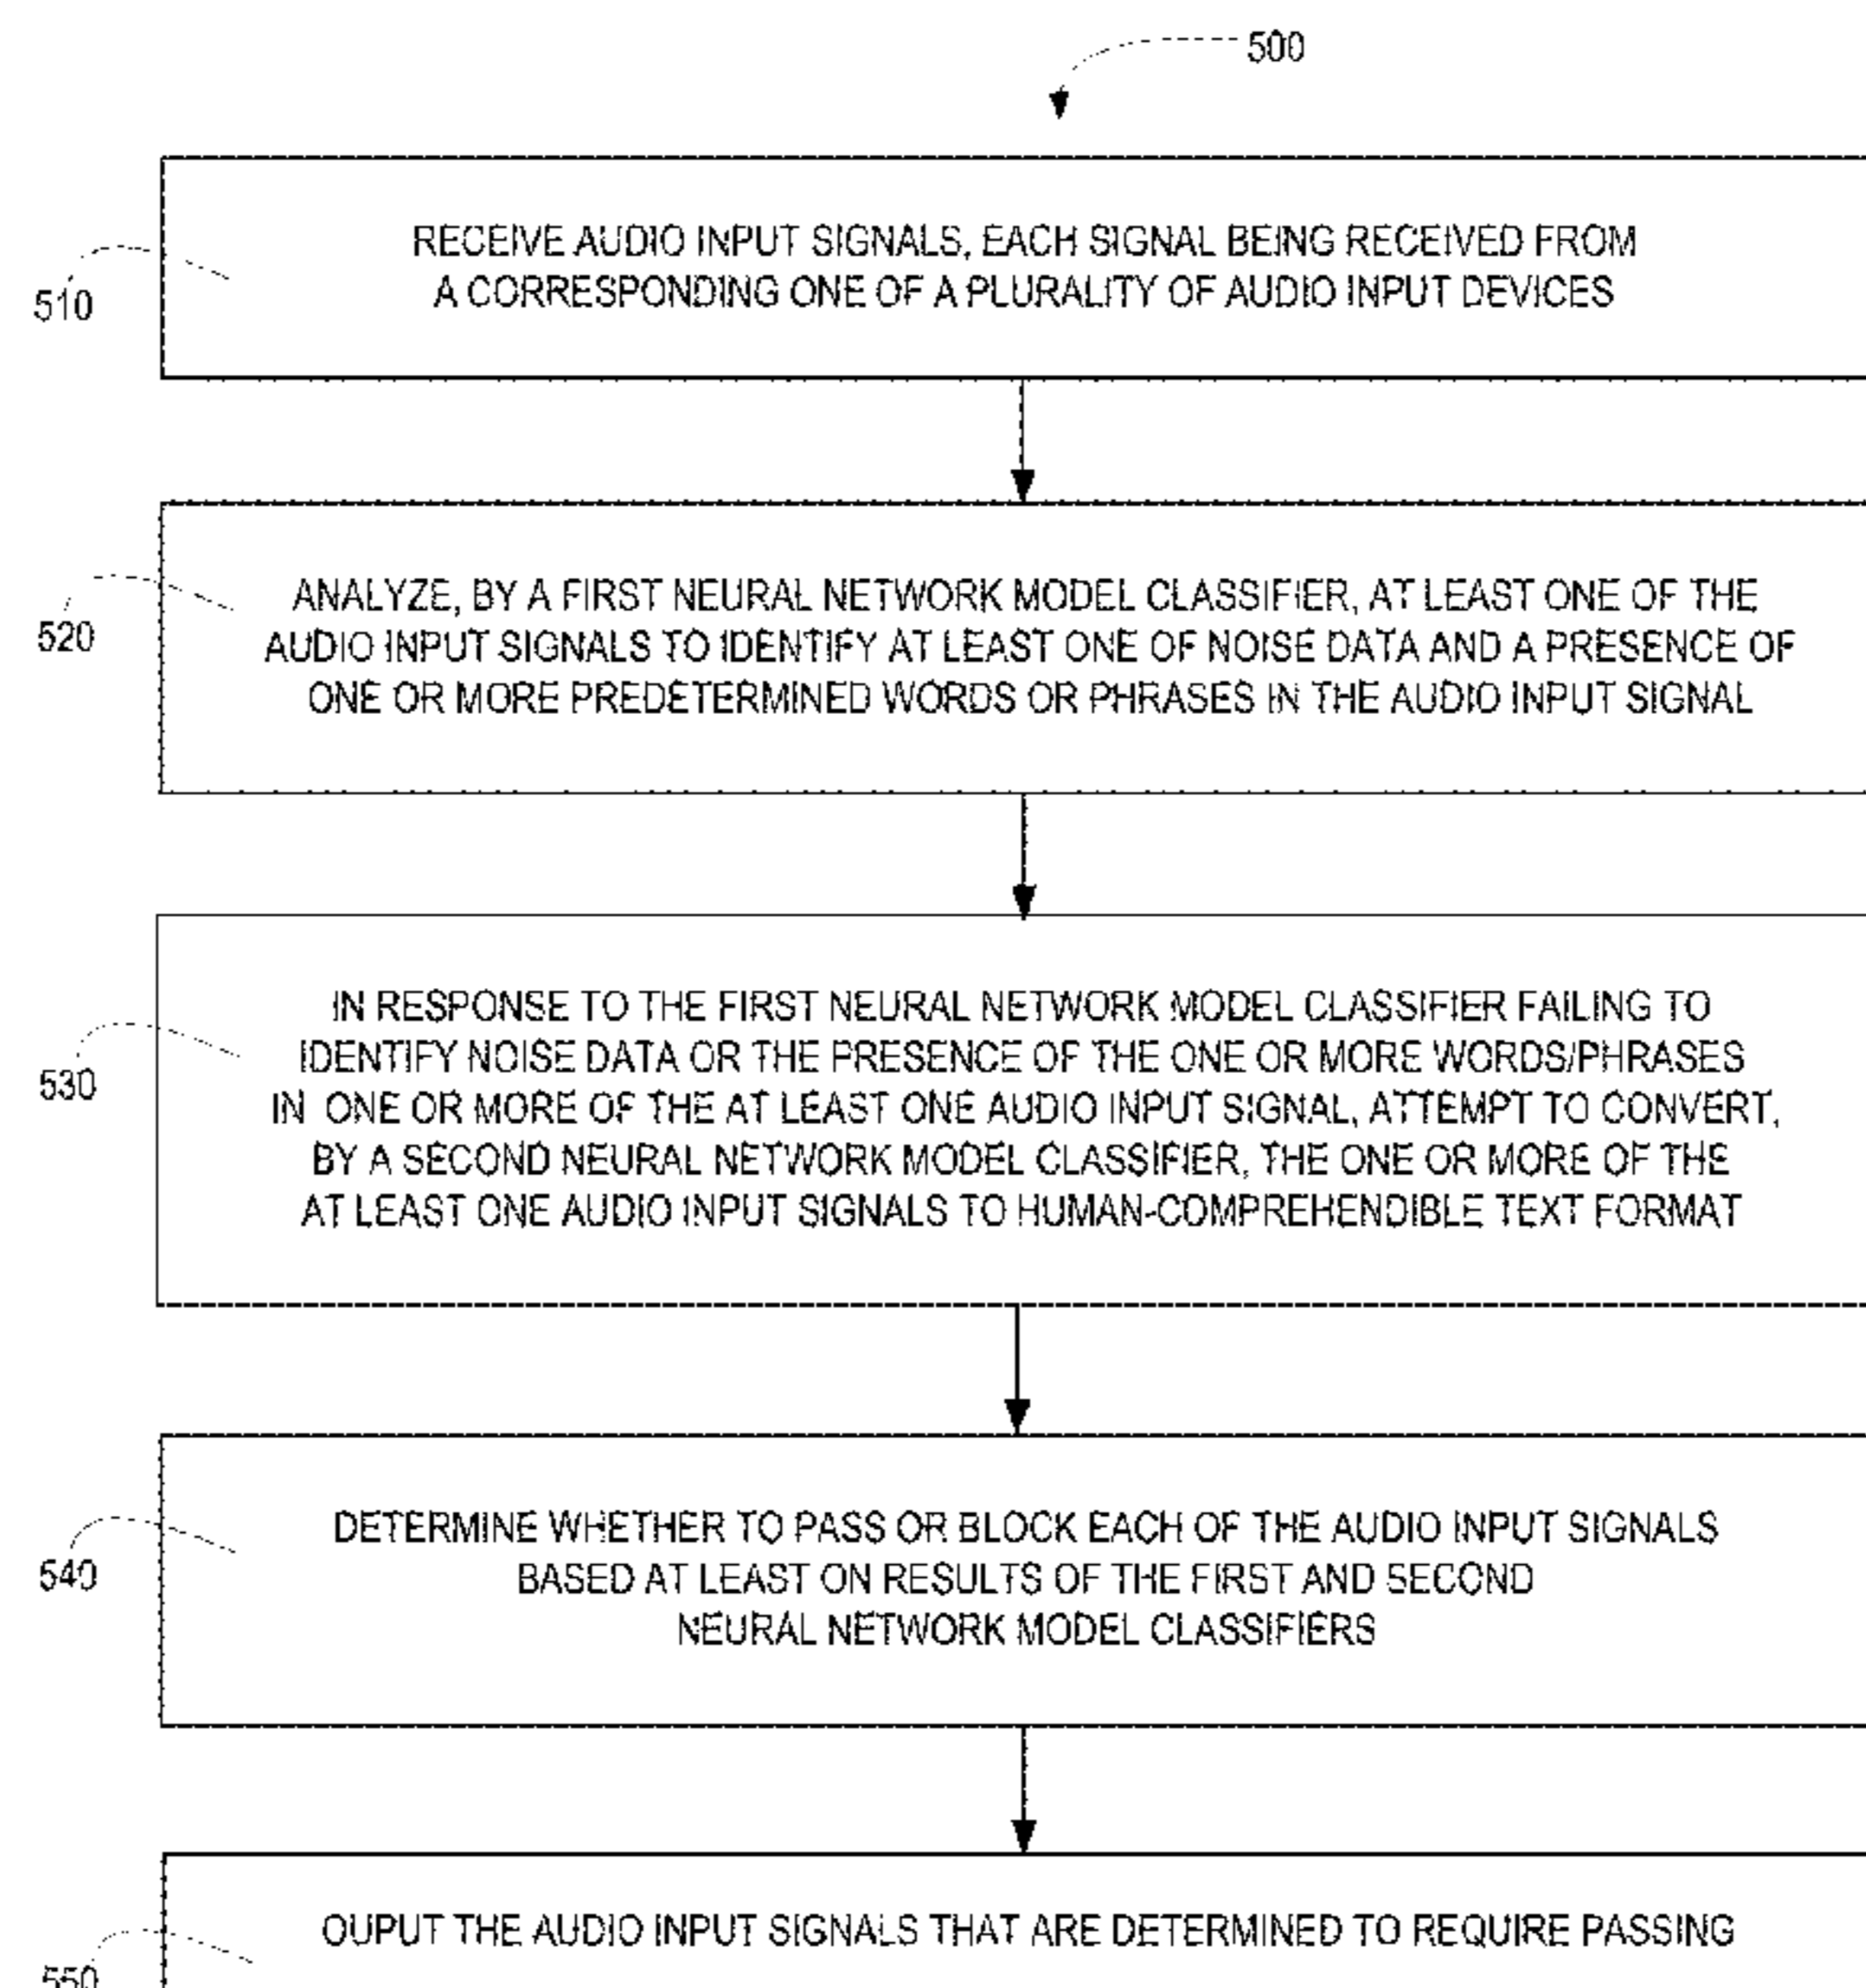 500
RECEIVE AUDIO INPUT SIGNALS, EACH SIGNAL BEING RECEIVED FROM
A CORRESPONDING ONE OF A PLURALITY OF AUDIO INPUT DEVICES
510
ANALYZE, BY A FIRST NEURAL NETWORK MODEL CLASSIFIER, AT LEAST ONE OF THE
AUDIO INPUT SIGNALS TO IDENTIFY AT LEAST ONE OF NOISE DATA AND A PRESENCE OF
ONE OR MORE PREDETERMINED WORDS OR PHRASES IN THE AUDIO INPUT SIGNAL
520
IN RESPONSE TO THE FIRST NEURAL NETWORK MODEL CLASSIFIER FAILING TO
IDENTIFY NOISE DATA OR THE PRESENCE OF THE ONE OR MORE WORDS/PHRASES
IN ONE OR MORE OF THE AT LEAST ONE AUDIO INPUT SIGNAL, ATTEMPT TO CONVERT,
BY A SECOND NEURAL NETWORK MODEL CLASSIFIER, THE ONE OR MORE OF THE
AT LEAST ONE AUDIO INPUT SIGNALS TO HUMAN-COMPREHENDIBLE TEXT FORMAT
530
DETERMINE WHETHER TO PASS OR BLOCK EACH OF THE AUDIO INPUT SIGNALS
BASED AT LEAST ON RESULTS OF THE FIRST AND SECOND
NEURAL NETWORK MODEL CLASSIFIERS
540
OUPUT THE AUDIO INPUT SIGNALS THAT ARE DETERMINED TO REQUIRE PASSING
550